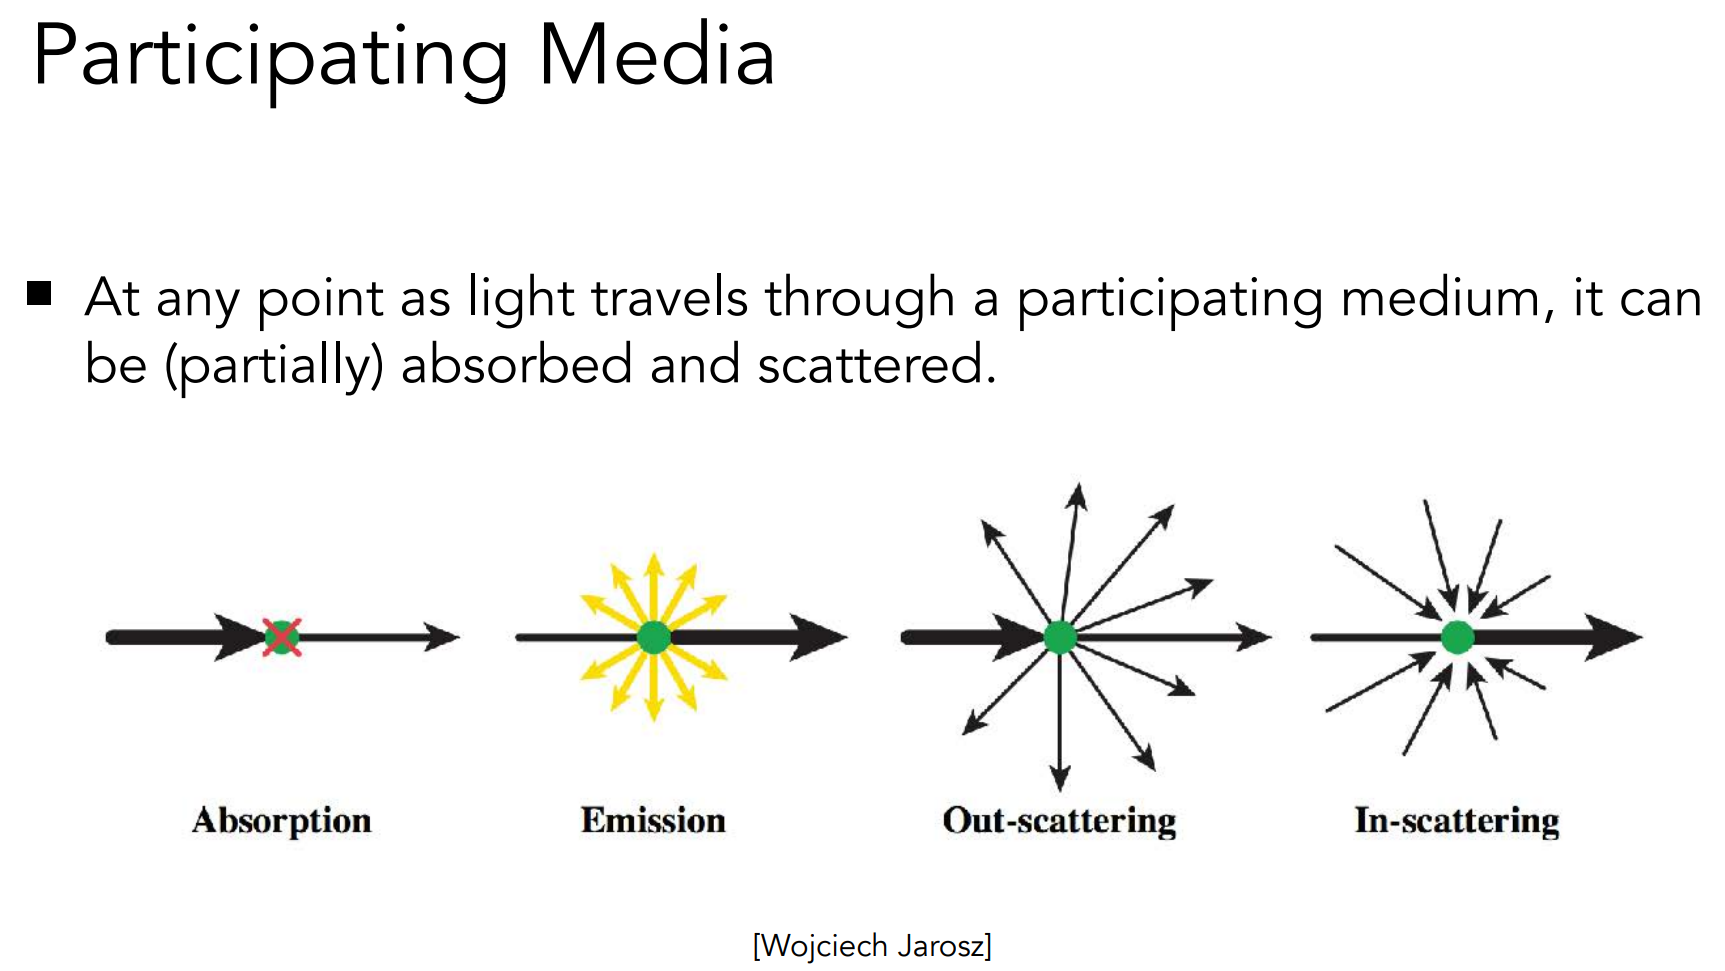 Participating Media
At any point as light travels through a participating medium, it can
be (partially) absorbed and scattered.
Absorption
Emission
Out-scattering
In-scattering
[Wojciech Jarosz]